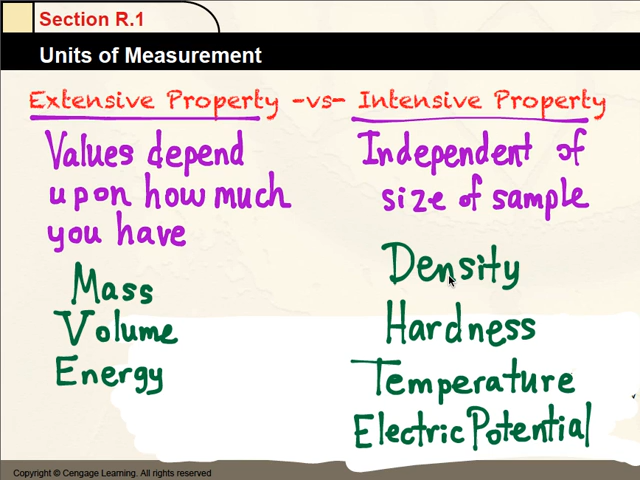 Section R.1
Units of Measurement
Extensive Property -vs- Intensive Property
Values depend
upon how much
you have
Mass
Volume
Energy
Independent of
size of sample
Density
Hardness
Temperature
Electric Potential
Copyright © Cengage Learning. All rights reserved